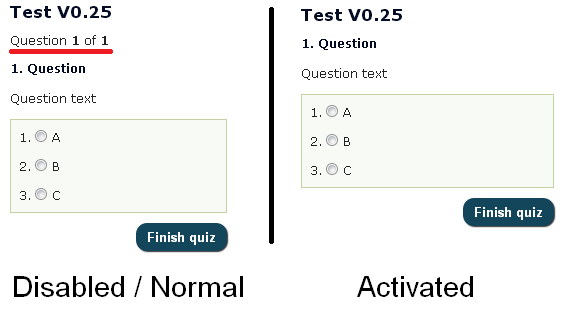 Test V0.25
Question 1 of 1
1. Question
Question text
1. A
2. B
3. C
Finish quiz
Disabled / Normal
Test V0.25
1. Question
Question text
1. A
2. B
3. C
Finish quiz
Activated